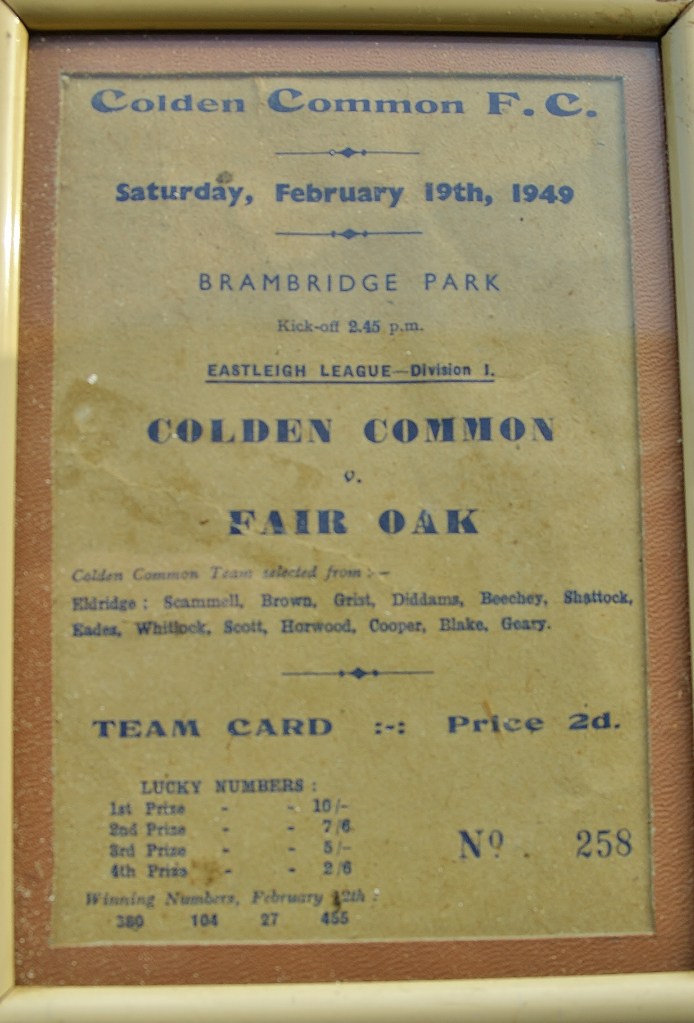 Colden Common F.C.
Saturday, February 19th, 1949
BRAMBRIDGE PARK
Kick-off 2.45 p.m.
EASTLEIGH LEAGUE—Division I.
COLDEN COMMON
v.
FAIR OAK
Colden Common Team selected from :—
Eldridge : Scammell, Brown, Grist, Diddams, Beechey, Shattock,
Eades, Whitlock, Scott, Horwood, Cooper, Blake, Geary.
TEAM CARD :-: Price 2d.
LUCKY NUMBERS :
1st Prize - - 10/-
2nd Prize - - 7/6
3rd Prize - - 5/-
4th Prize - - 2/6
Nº 258
Winning Numbers, February 12th :
380 104 27 455